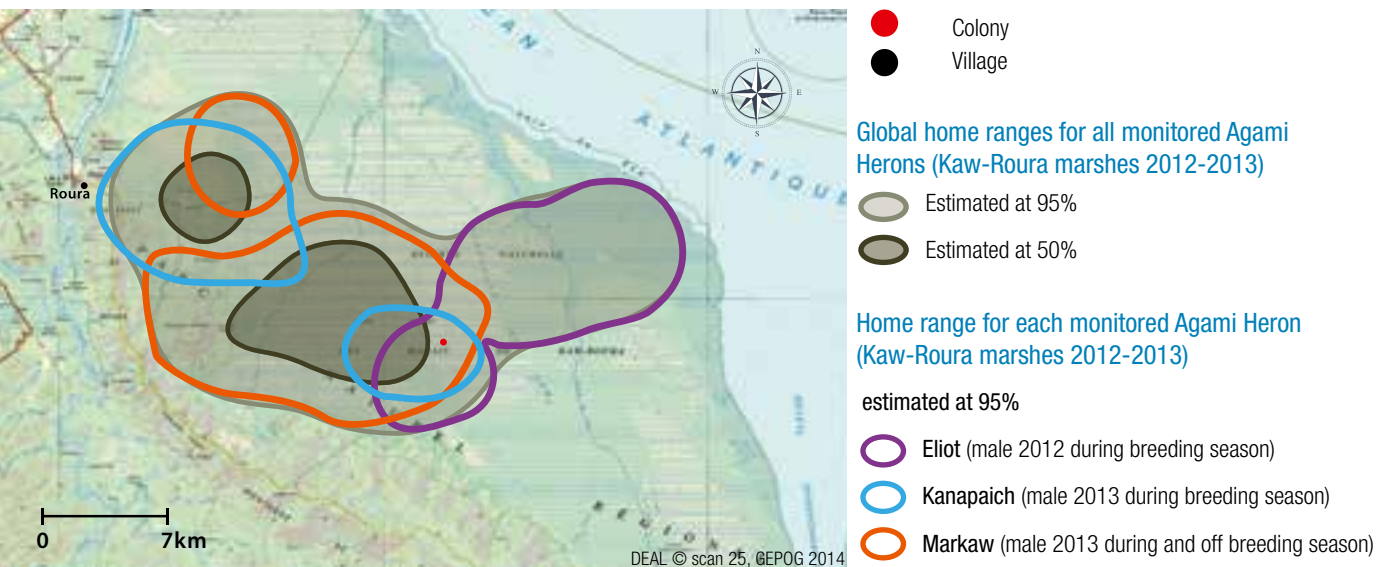 N
W
E
S
ATLANTIQUE
Roura
0
7km
DEAL © scan 25, GEPOG 2014
Colony
Village
Global home ranges for all monitored Agami
Herons (Kaw-Roura marshes 2012-2013)
Estimated at 95%
Estimated at 50%
Home range for each monitored Agami Heron
(Kaw-Roura marshes 2012-2013)
estimated at 95%
Eliot (male 2012 during breeding season)
Kanapaich (male 2013 during breeding season)
Markaw (male 2013 during and off breeding season)